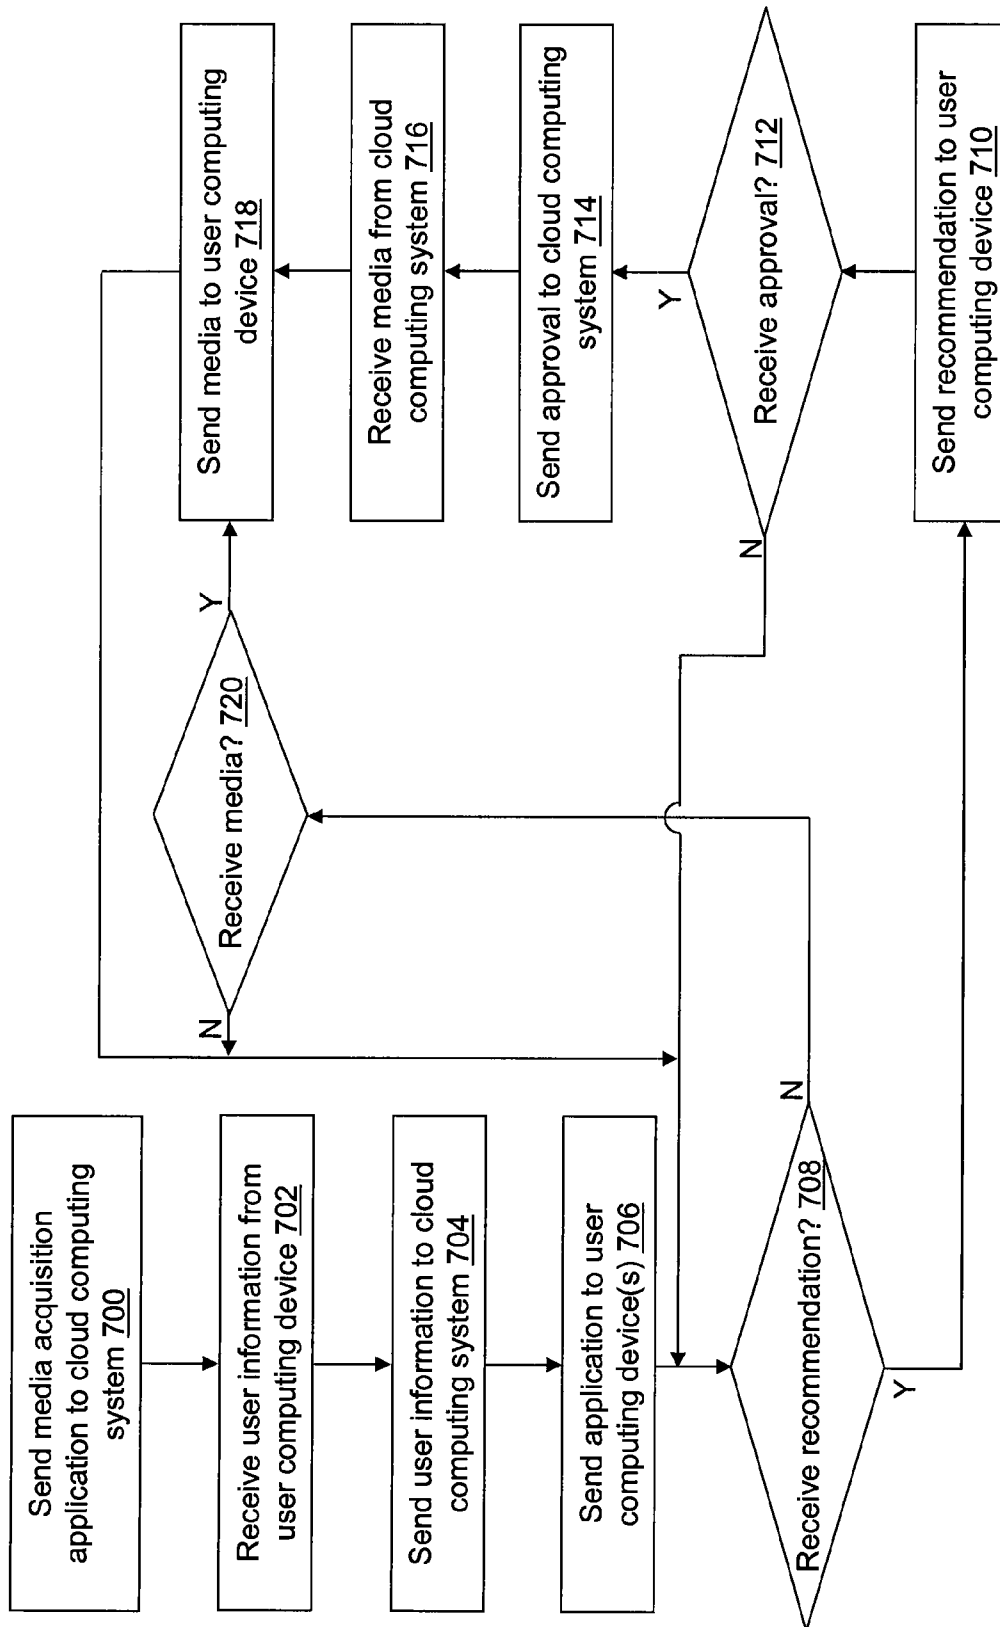 Send media acquisition
application to cloud computing
system 700
Receive user information from
user computing device 702
Send user information to cloud
computing system 704
Send application to user
computing device(s) 706
Receive recommendation? 708
N
Y
Receive media? 720
N
Y
Send media to user computing
device 718
Receive media from cloud
computing system 716
Send approval to cloud computing
system 714
Y
Receive approval? 712
N
Send recommendation to user
computing device 710